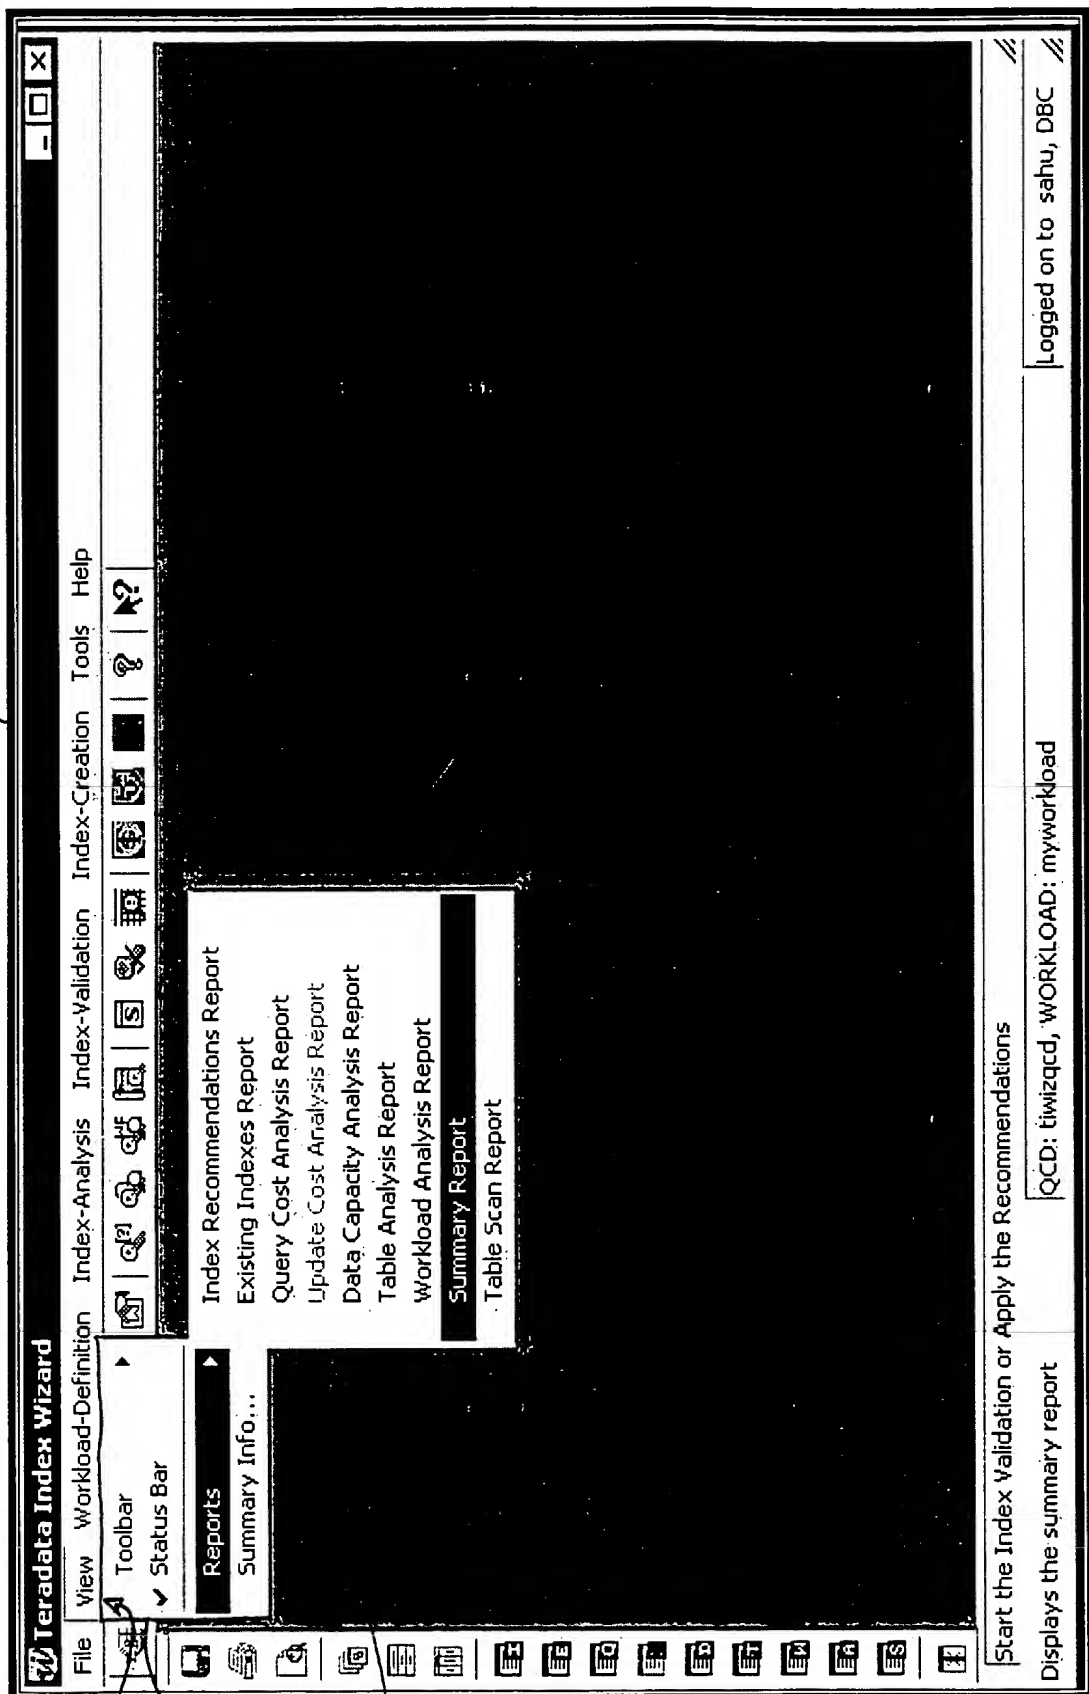 Teradata Index Wizard
File View Workload-Definition Index-Analysis Index-Validation Index-Creation Tools Help
Toolbar
✔ Status Bar
Reports
Summary Info...
Index Recommendations Report
Existing Indexes Report
Query Cost Analysis Report
Update Cost Analysis Report
Data Capacity Analysis Report
Table Analysis Report
Workload Analysis Report
Summary Report
Table Scan Report
Start the Index Validation or Apply the Recommendations
Displays the summary report
QCD: tiwizqcd, WORKLOAD: myworkload
Logged on to sahu, DBC